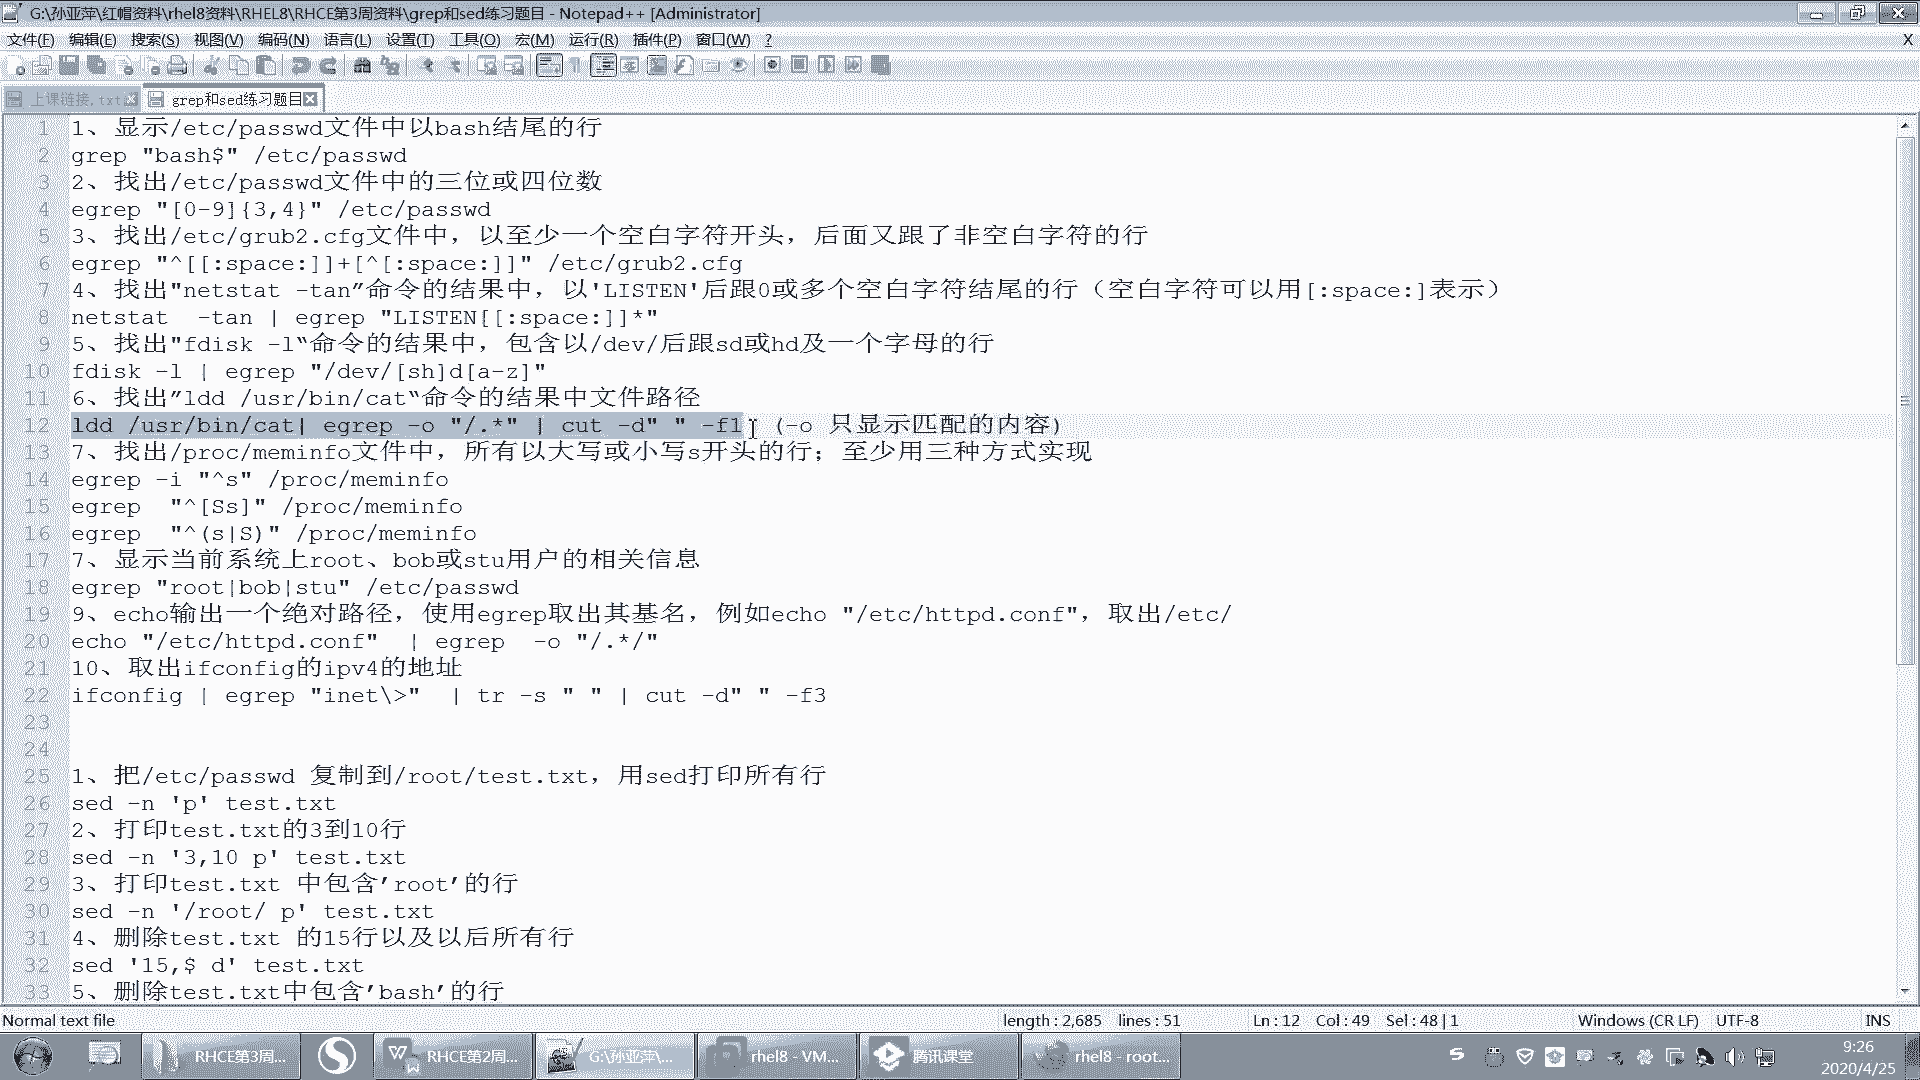 G:\孙亚萍\红帽资料\rhel8资料\RHEL8\RHCE第3周资料\grep和sed练习题目 - Notepad++ [Administrator]
文件(F) 编辑(E) 搜索(S) 视图(V) 编码(N) 语言(L) 设置(T) 工具(O) 宏(M) 运行(R) 插件(P) 窗口(W) ? X
上课链接.txt grep和sed练习题目
1 1、显示/etc/passwd文件中以bash结尾的行
2 grep "bash$" /etc/passwd
3 2、找出/etc/passwd文件中的三位或四位数
4 egrep "[0-9]{3,4}" /etc/passwd
5 3、找出/etc/grub2.cfg文件中，以至少一个空白字符开头，后面又跟了非空白字符的行
6 egrep "^[[:space:]]+[^[:space:]]" /etc/grub2.cfg
7 4、找出"netstat -tan”命令的结果中，以'LISTEN'后跟0或多个空白字符结尾的行（空白字符可以用[:space:]表示）
8 netstat  -tan | egrep "LISTEN[[:space:]]*"
9 5、找出"fdisk -l“命令的结果中，包含以/dev/后跟sd或hd及一个字母的行
10 fdisk -l | egrep "/dev/[sh]d[a-z]"
11 6、找出”ldd /usr/bin/cat“命令的结果中文件路径
12 ldd /usr/bin/cat| egrep -o "/.*" | cut -d" " -f1 （-o 只显示匹配的内容)
13 7、找出/proc/meminfo文件中，所有以大写或小写s开头的行；至少用三种方式实现
14 egrep -i "^s" /proc/meminfo
15 egrep  "^[Ss]" /proc/meminfo
16 egrep  "^(s|S)" /proc/meminfo
17 7、显示当前系统上root、bob或stu用户的相关信息
18 egrep "root|bob|stu" /etc/passwd
19 9、echo输出一个绝对路径，使用egrep取出其基名，例如echo "/etc/httpd.conf"，取出/etc/
20 echo "/etc/httpd.conf"  | egrep  -o "/.*/"
21 10、取出ifconfig的ipv4的地址
22 ifconfig | egrep "inet\>"  | tr -s " " | cut -d" " -f3
23
24
25 1、把/etc/passwd 复制到/root/test.txt，用sed打印所有行
26 sed -n 'p' test.txt
27 2、打印test.txt的3到10行
28 sed -n '3,10 p' test.txt
29 3、打印test.txt 中包含’root’的行
30 sed -n '/root/ p' test.txt
31 4、删除test.txt 的15行以及以后所有行
32 sed '15,$ d' test.txt
33 5、删除test.txt中包含’bash’的行
Normal text file length : 2,685 lines : 51 Ln : 12 Col : 49 Sel : 48 | 1 Windows (CR LF) UTF-8 INS
RHCE第3周... RHCE第2周... G:\孙亚萍\... rhel8 - VM... 腾讯课堂 rhel8 - root... 9:26
2020/4/25